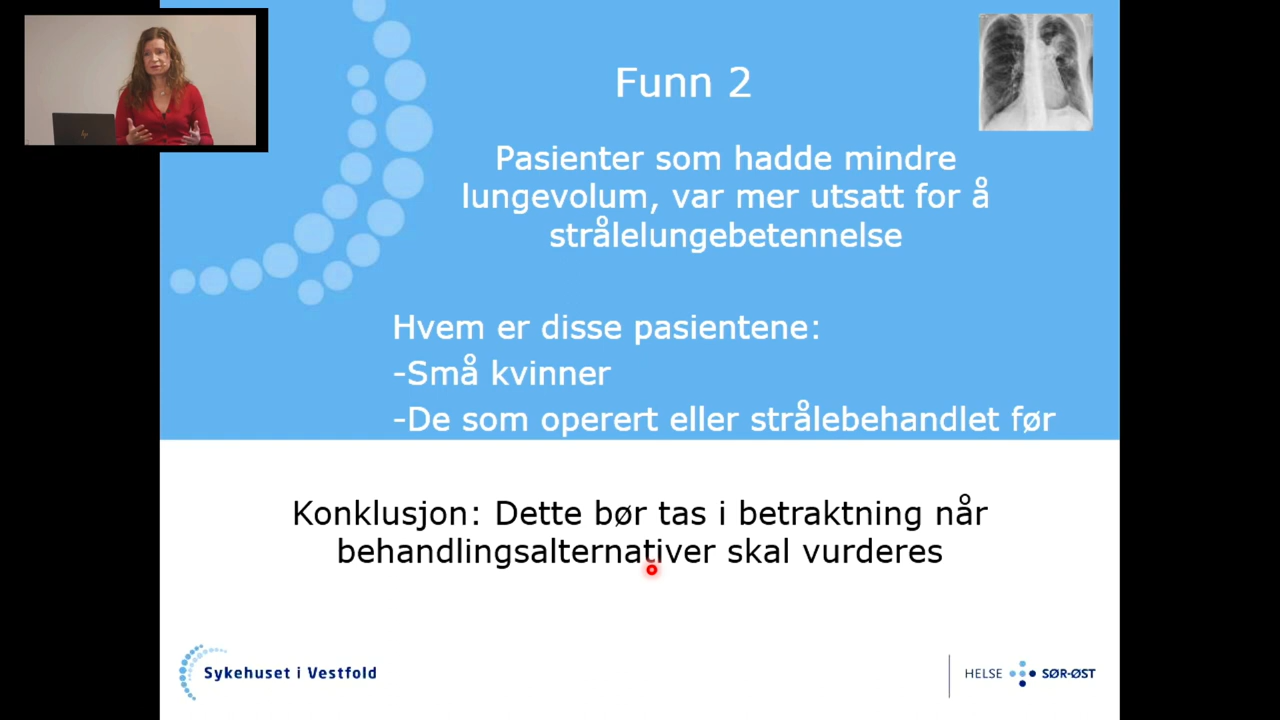 Funn 2
Pasienter som hadde mindre
lungevolum, var mer utsatt for å
strålelungebetennelse
Hvem er disse pasientene:
-Små kvinner
-De som operert eller strålebehandlet før
Konklusjon: Dette bør tas i betraktning når
behandlingsalternativer skal vurderes
Sykehuset i Vestfold
HELSE SØR-ØST